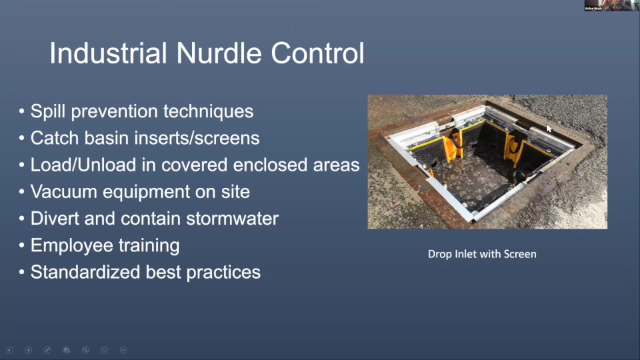 Industrial Nurdle Control
• Spill prevention techniques
• Catch basin inserts/screens
• Load/Unload in covered enclosed areas
• Vacuum equipment on site
• Divert and contain stormwater
• Employee training
• Standardized best practices
Drop Inlet with Screen